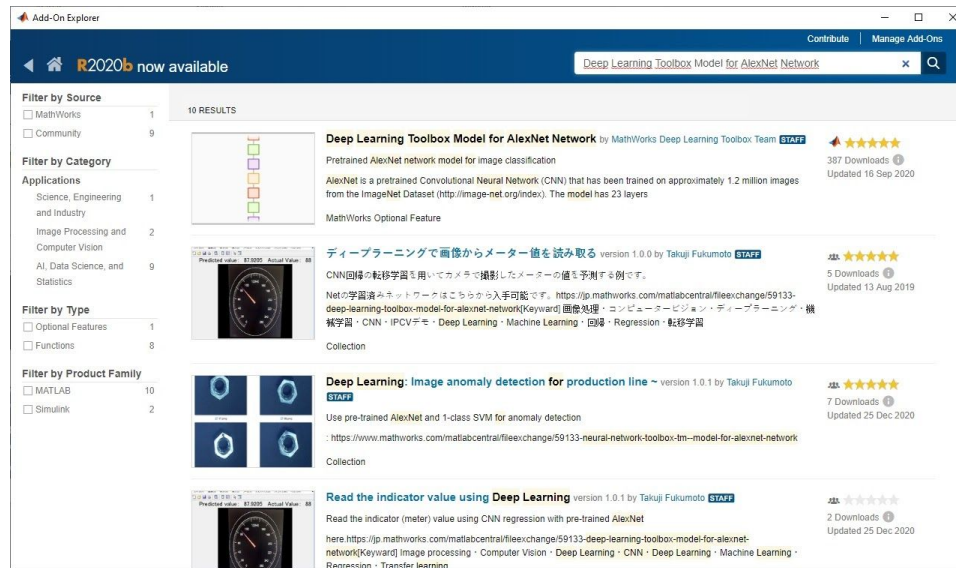 Add-On Explorer
Contribute | Manage Add-Ons
R2020b now available
Deep Learning Toolbox Model for AlexNet Network
Filter by Source
MathWorks 1
Community 9
Filter by Category
Applications
Science, Engineering and Industry 1
Image Processing and Computer Vision 2
AI, Data Science, and Statistics 9
Filter by Type
Optional Features 1
Functions 8
Filter by Product Family
MATLAB 10
Simulink 2
10 RESULTS
Deep Learning Toolbox Model for AlexNet Network by MathWorks Deep Learning Toolbox Team STAFF
Pretrained AlexNet network model for image classification
AlexNet is a pretrained Convolutional Neural Network (CNN) that has been trained on approximately 1.2 million images
from the ImageNet Dataset (http://image-net.org/index). The model has 23 layers
MathWorks Optional Feature
387 Downloads
Updated 16 Sep 2020
Predicted value: 87.9205 Actual Value: 88
ディープラーニングで画像からメーター値を読み取る version 1.0.0 by Takuji Fukumoto STAFF
CNN回帰の転移学習を用いてカメラで撮影したメーターの値を予測する例です。
Netの学習済みネットワークはこちらから入手可能です。https://jp.mathworks.com/matlabcentral/fileexchange/59133-
deep-learning-toolbox-model-for-alexnet-network[Keyward] 画像処理・コンピュータービジョン・ディープラーニング・機
械学習・CNN・IPCVデモ・Deep Learning・Machine Learning・回帰・Regression・転移学習
Collection
5 Downloads
Updated 13 Aug 2019
Deep Learning: Image anomaly detection for production line ~ version 1.0.1 by Takuji Fukumoto
STAFF
Use pre-trained AlexNet and 1-class SVM for anomaly detection
: https://www.mathworks.com/matlabcentral/fileexchange/59133-neural-network-toolbox-tm--model-for-alexnet-network
Collection
7 Downloads
Updated 25 Dec 2020
Predicted value: 87.9205 Actual Value: 88
Read the indicator value using Deep Learning version 1.0.1 by Takuji Fukumoto STAFF
Read the indicator (meter) value using CNN regression with pre-trained AlexNet
here.https://jp.mathworks.com/matlabcentral/fileexchange/59133-deep-learning-toolbox-model-for-alexnet-
network[Keyward] Image processing・Computer Vision・Deep Learning・CNN・Deep Learning・Machine Learning・
Regression・Transfer learning
2 Downloads
Updated 25 Dec 2020